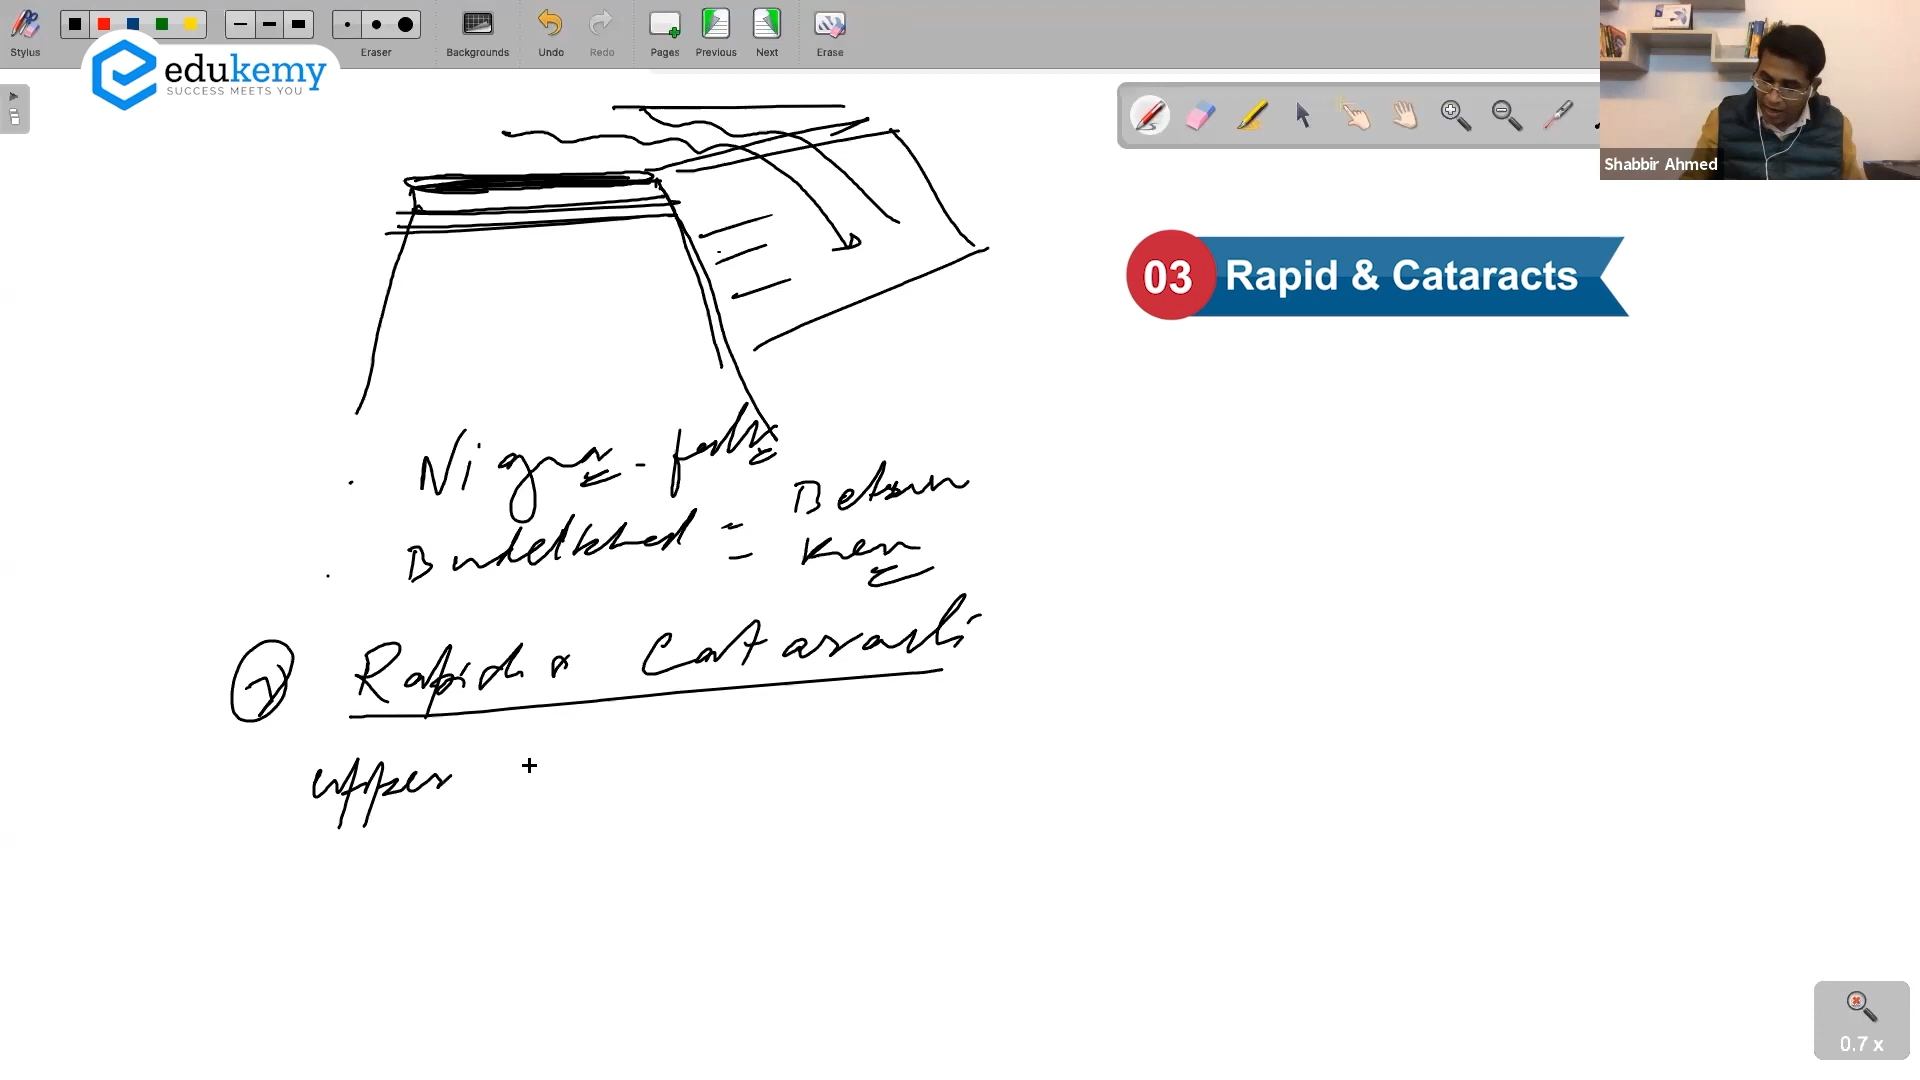 Stylus
Eraser
Backgrounds
Undo
Redo
Pages
Previous
Next
Erase
edukemy
SUCCESS MEETS YOU
Shabbir Ahmed
03 Rapid & Cataracts
Nigra - falls
Bundelkhand = Betwa
= Ken
Rapids & Cataracts
upper
0.7 x